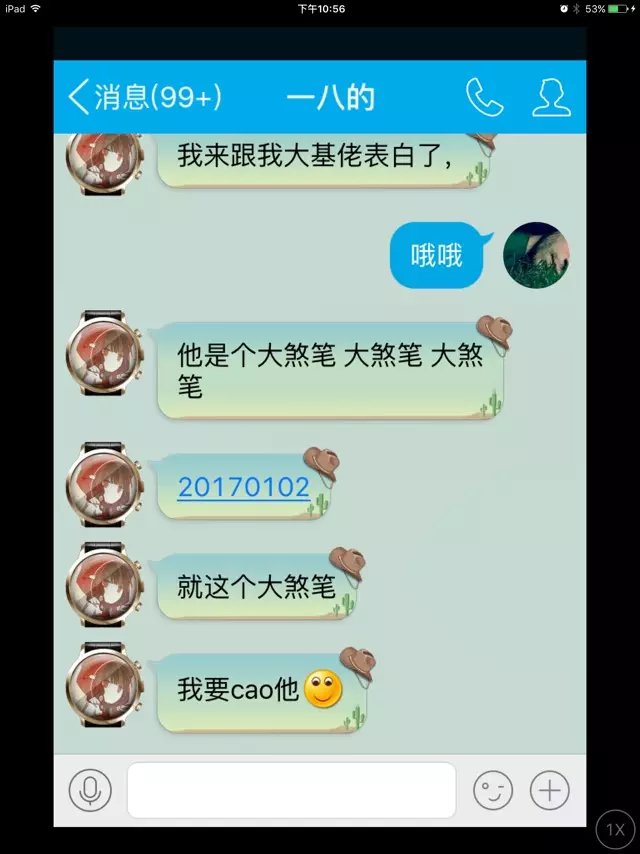 iPad 下午10:56 53%
消息(99+) 一八的
我来跟我大基佬表白了，
哦哦
他是个大煞笔 大煞笔 大煞
笔
20170102
就这个大煞笔
我要cao他
1X